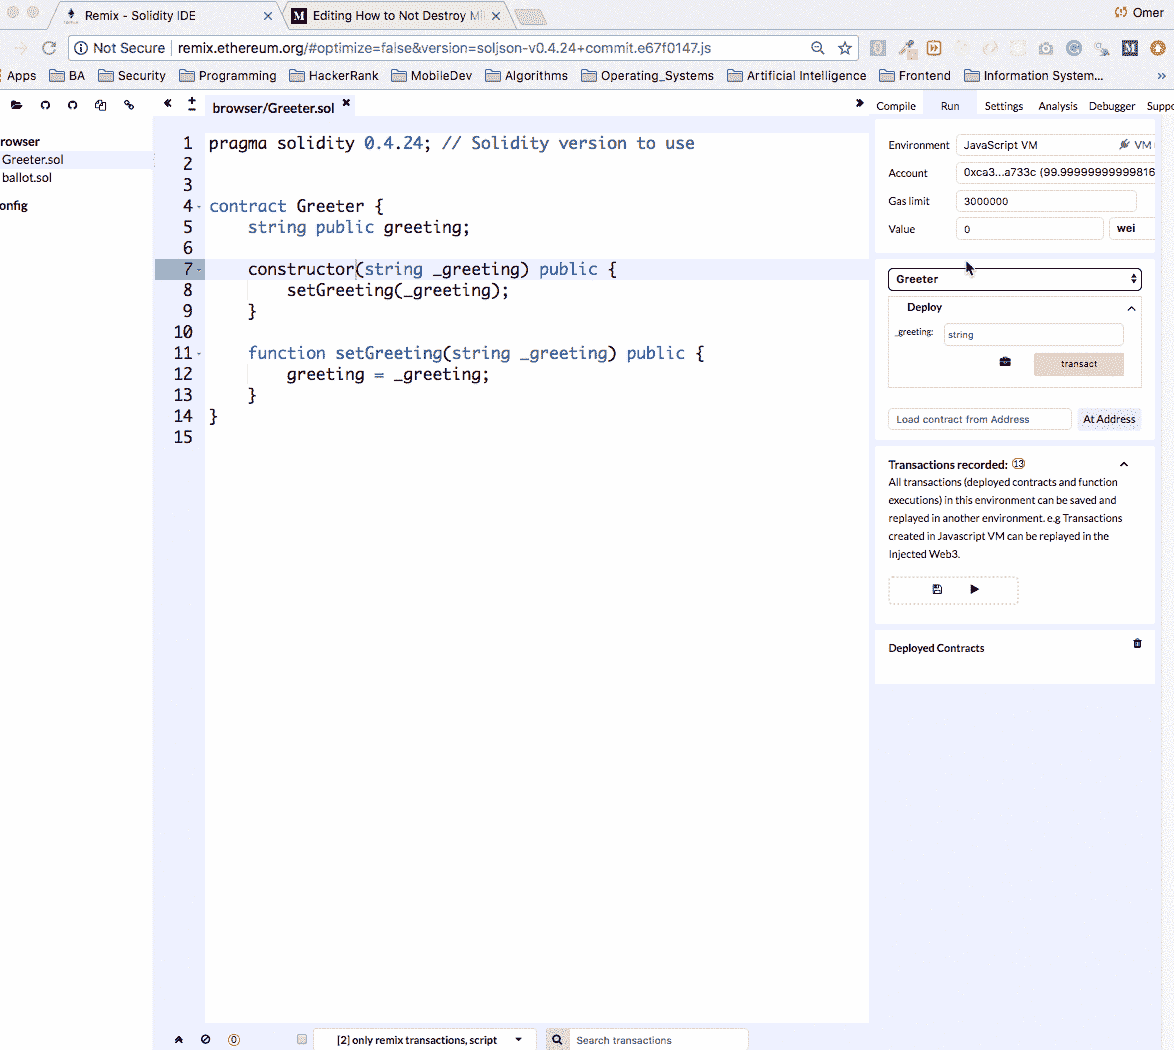 Remix - Solidity IDE
Editing How to Not Destroy Mi
Omer
Not Secure
remix.ethereum.org/#optimize=false&version=soljson-v0.4.24+commit.e67f0147.js
Apps BA Security Programming HackerRank MobileDev Algorithms Operating_Systems Artificial Intelligence Frontend Information System...
rowser
Greeter.sol
ballot.sol
onfig
browser/Greeter.sol
1 pragma solidity 0.4.24; // Solidity version to use
2
3
4 contract Greeter {
5 string public greeting;
6
7 constructor(string _greeting) public {
8 setGreeting(_greeting);
9 }
10
11 function setGreeting(string _greeting) public {
12 greeting = _greeting;
13 }
14 }
15
Compile Run Settings Analysis Debugger Suppo
Environment JavaScript VM VM
Account 0xca3...a733c (99.99999999999816
Gas limit 3000000
Value 0 wei
Greeter
Deploy
_greeting: string
transact
Load contract from Address At Address
Transactions recorded: 13
All transactions (deployed contracts and function
executions) in this environment can be saved and
replayed in another environment. e.g Transactions
created in Javascript VM can be replayed in the
Injected Web3.
Deployed Contracts
0 [2] only remix transactions, script Search transactions